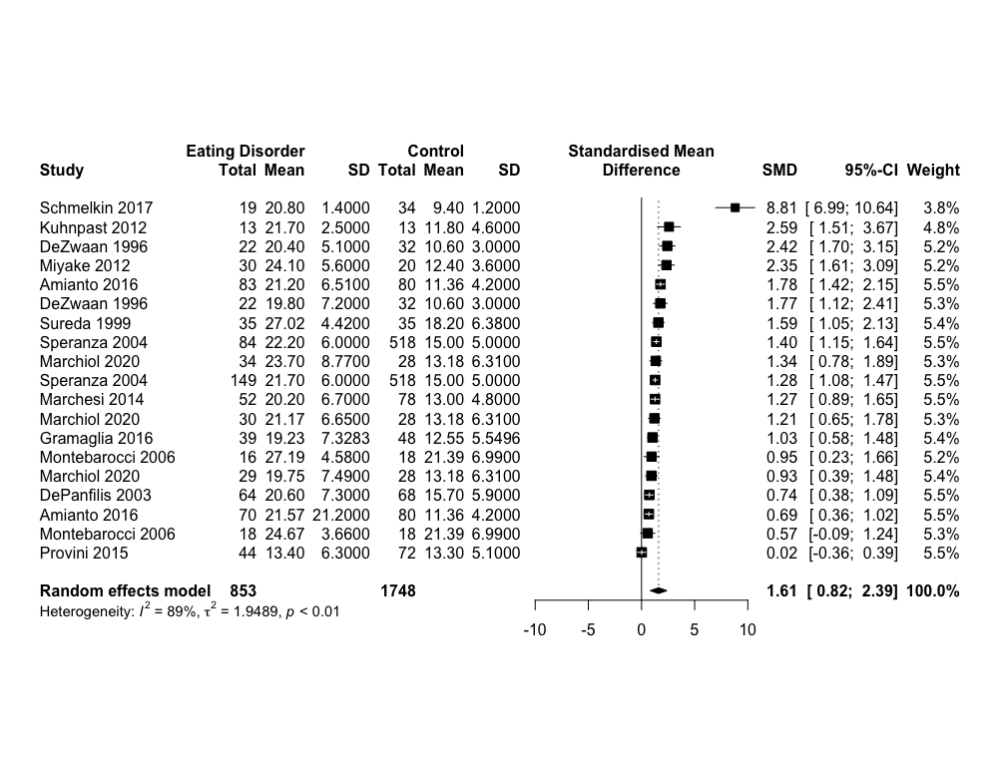 Eating Disorder Control Standardised Mean
Study Total Mean SD Total Mean SD Difference SMD 95%-CI Weight
Schmelkin 2017 19 20.80 1.4000 34 9.40 1.2000 8.81 [ 6.99; 10.64] 3.8%
Kuhnpast 2012 13 21.70 2.5000 13 11.80 4.6000 2.59 [ 1.51; 3.67] 4.8%
DeZwaan 1996 22 20.40 5.1000 32 10.60 3.0000 2.42 [ 1.70; 3.15] 5.2%
Miyake 2012 30 24.10 5.6000 20 12.40 3.6000 2.35 [ 1.61; 3.09] 5.2%
Amianto 2016 83 21.20 6.5100 80 11.36 4.2000 1.78 [ 1.42; 2.15] 5.5%
DeZwaan 1996 22 19.80 7.2000 32 10.60 3.0000 1.77 [ 1.12; 2.41] 5.3%
Sureda 1999 35 27.02 4.4200 35 18.20 6.3800 1.59 [ 1.05; 2.13] 5.4%
Speranza 2004 84 22.20 6.0000 518 15.00 5.0000 1.40 [ 1.15; 1.64] 5.5%
Marchiol 2020 34 23.70 8.7700 28 13.18 6.3100 1.34 [ 0.78; 1.89] 5.3%
Speranza 2004 149 21.70 6.0000 518 15.00 5.0000 1.28 [ 1.08; 1.47] 5.5%
Marchesi 2014 52 20.20 6.7000 78 13.00 4.8000 1.27 [ 0.89; 1.65] 5.5%
Marchiol 2020 30 21.17 6.6500 28 13.18 6.3100 1.21 [ 0.65; 1.78] 5.3%
Gramaglia 2016 39 19.23 7.3283 48 12.55 5.5496 1.03 [ 0.58; 1.48] 5.4%
Montebarocci 2006 16 27.19 4.5800 18 21.39 6.9900 0.95 [ 0.23; 1.66] 5.2%
Marchiol 2020 29 19.75 7.4900 28 13.18 6.3100 0.93 [ 0.39; 1.48] 5.3%
DePanfilis 2003 64 20.60 7.3000 68 15.70 5.9000 0.74 [ 0.38; 1.09] 5.5%
Amianto 2016 70 21.57 21.2000 80 11.36 4.2000 0.69 [ 0.36; 1.02] 5.5%
Montebarocci 2006 18 24.67 3.6600 18 21.39 6.9900 0.57 [-0.09; 1.24] 5.3%
Provini 2015 44 13.40 6.3000 72 13.30 5.1000 0.02 [-0.36; 0.39] 5.5%
Random effects model 853 1748 1.61 [ 0.82; 2.39] 100.0%
Heterogeneity: I² = 89%, τ² = 1.9489, p < 0.01
-10 -5 0 5 10